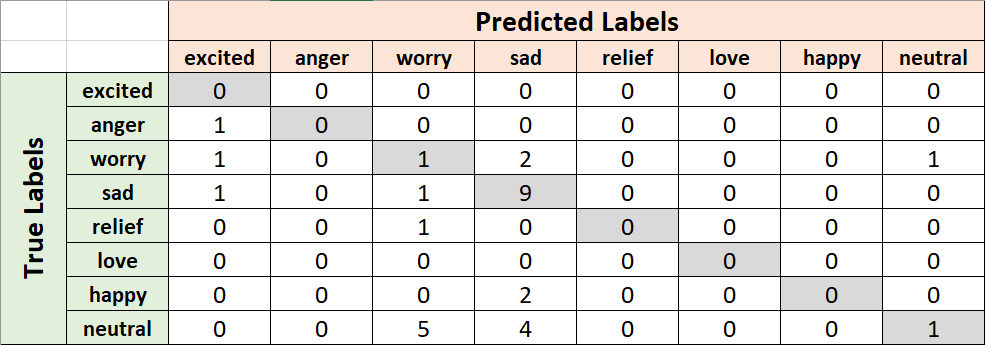 Predicted Labels
excited anger worry sad relief love happy neutral
True Labels
excited 0 0 0 0 0 0 0 0
anger 1 0 0 0 0 0 0 0
worry 1 0 1 2 0 0 0 1
sad 1 0 1 9 0 0 0 0
relief 0 0 1 0 0 0 0 0
love 0 0 0 0 0 0 0 0
happy 0 0 0 2 0 0 0 0
neutral 0 0 5 4 0 0 0 1